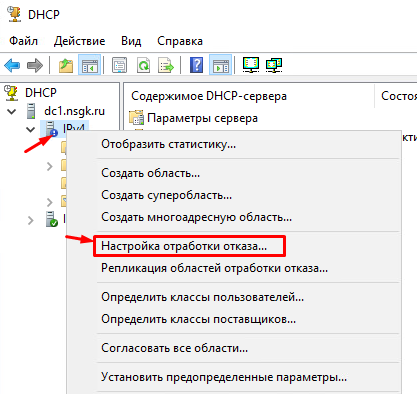 DHCP
Файл Действие Вид Справка
DHCP
dc1.nsgk.ru
IPv4
Содержимое DHCP-сервера
Состо
Параметры сервера
Отобразить статистику...
Создать область...
Создать суперобласть...
Создать многоадресную область...
Настройка отработки отказа...
Репликация областей отработки отказа...
Определить классы пользователей...
Определить классы поставщиков...
Согласовать все области...
Установить предопределенные параметры...